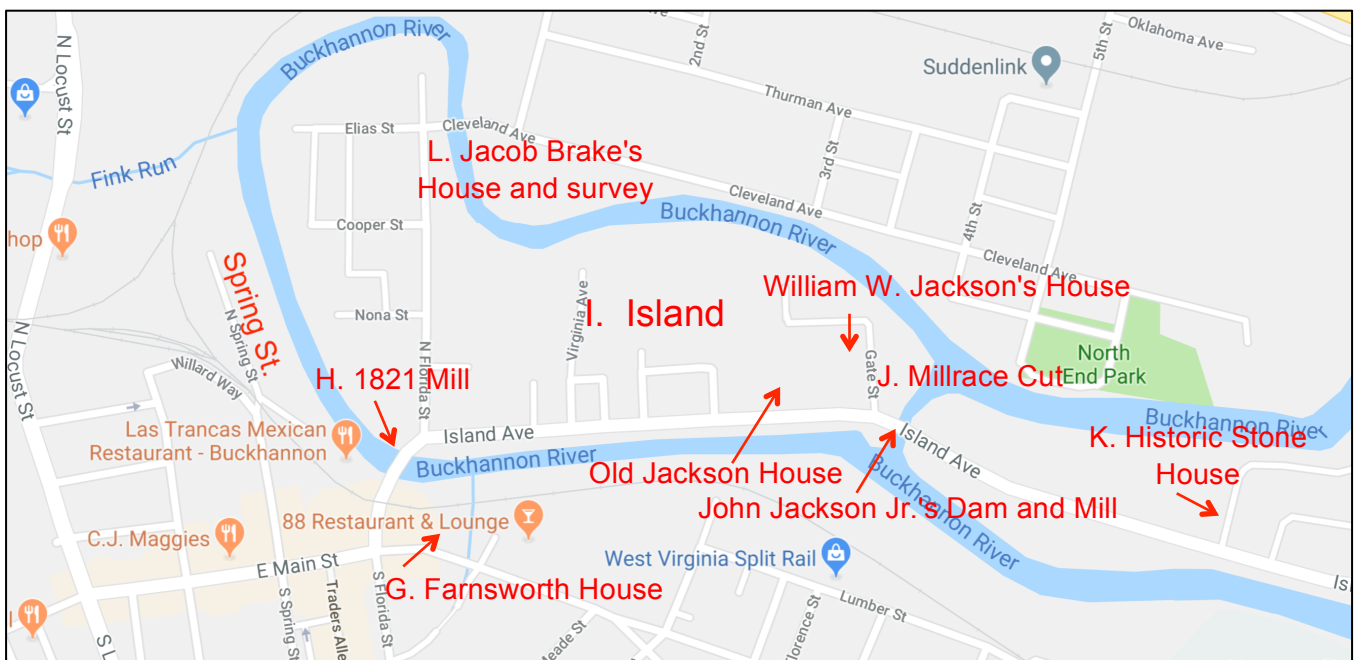 Oklahoma Ave
Buckhannon River
2nd St
5th St
N Locust St
Suddenlink
Thurman Ave
Elias St
Cleveland Ave
L. Jacob Brake's
House and survey
3rd St
Fink Run
Cleveland Ave
Buckhannon River
4th St
Cooper St
hop
Cleveland Ave
Spring St.
N Spring St
William W. Jackson's House
I. Island
Virginia Ave
Nona St
N Florida St
Gate St
North
End Park
N Locust St
Willard Way
H. 1821 Mill
J. Millrace Cut
Buckhannon River
Las Trancas Mexican
Restaurant - Buckhannon
Island Ave
Island Ave
K. Historic Stone
House
Buckhannon River
Old Jackson House
Buckhannon River
John Jackson Jr.'s Dam and Mill
88 Restaurant & Lounge
C.J. Maggies
West Virginia Split Rail
E Main St
G. Farnsworth House
Isl
S Spring St
Traders Alle
S Florida St
Lumber St
Florence St
Meade St
S L